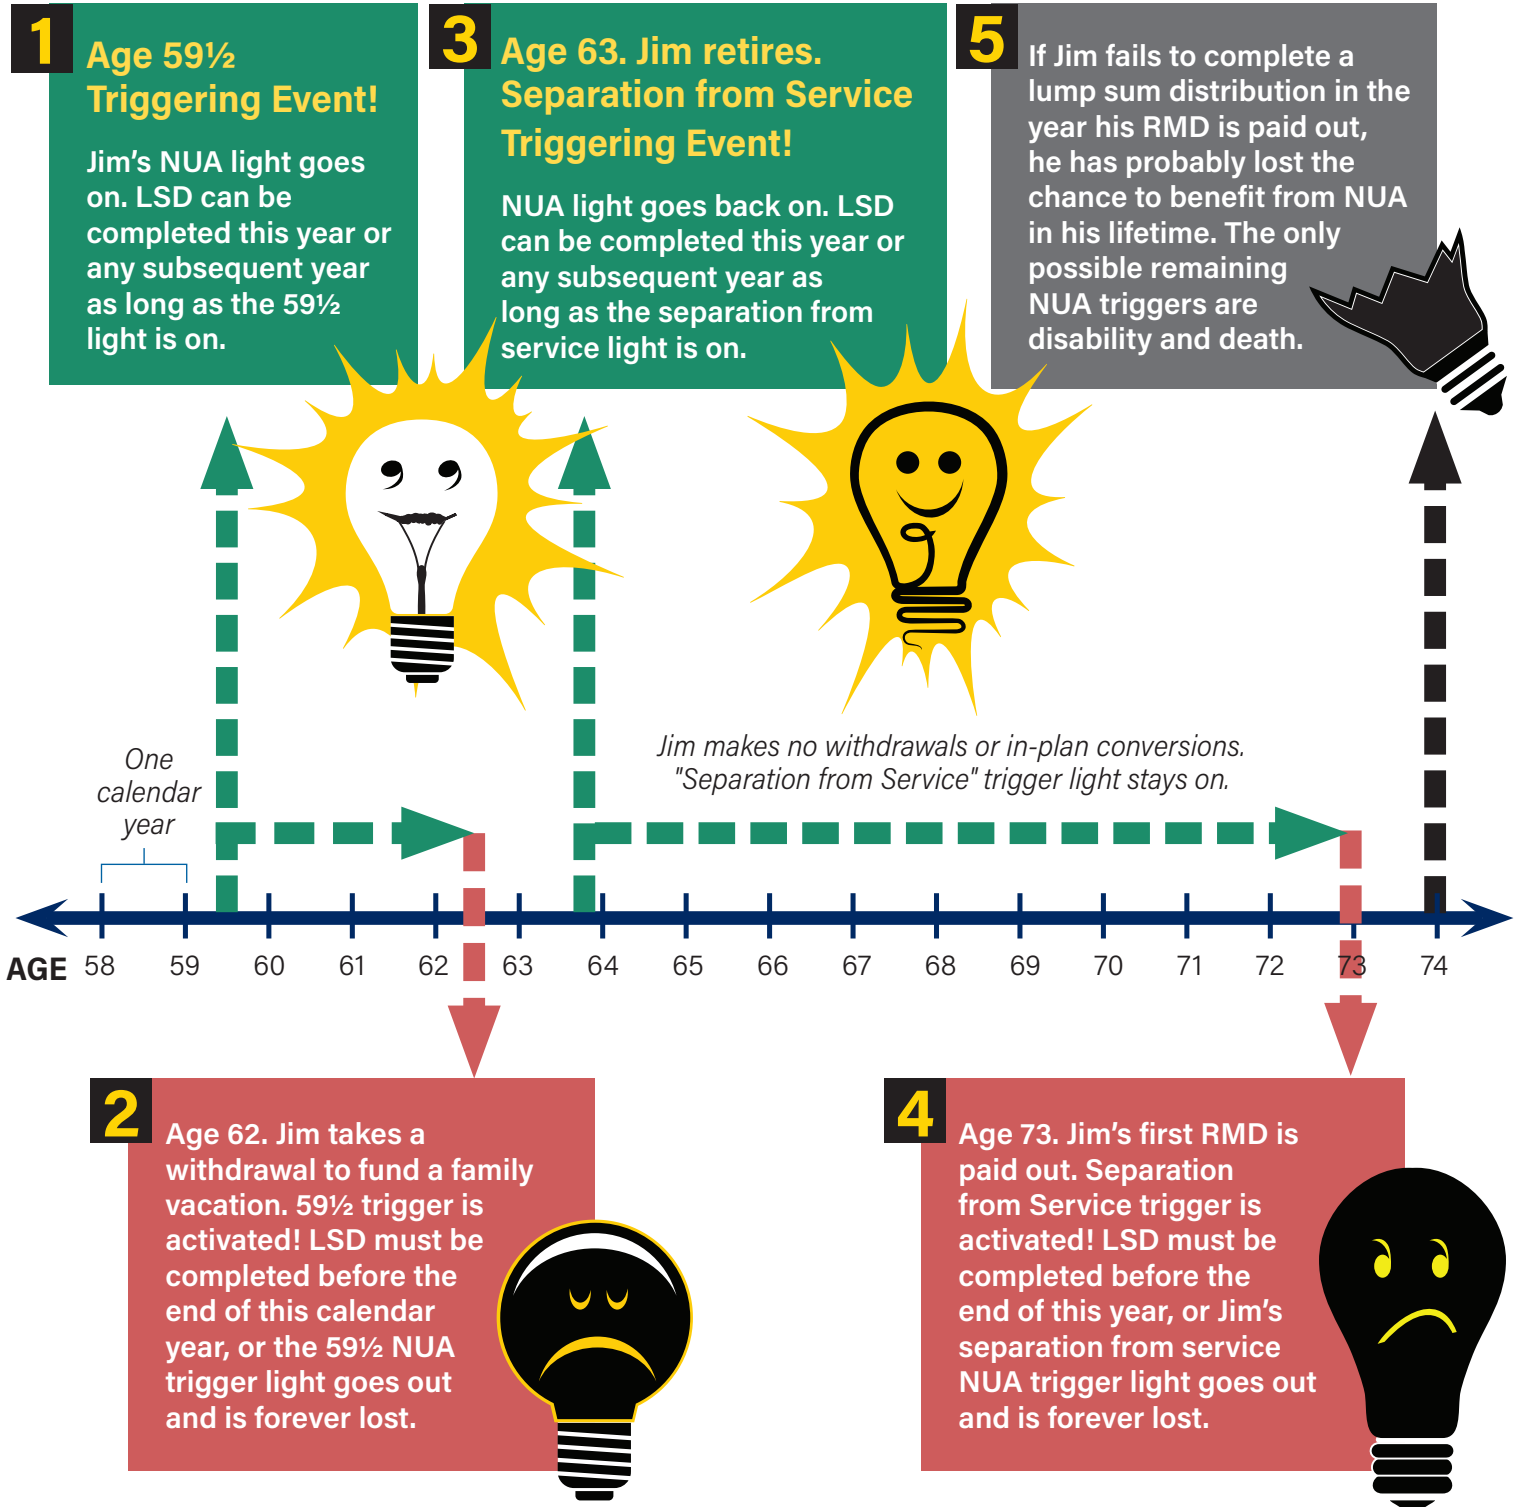 1
Age 59½
Triggering Event!
Jim's NUA light goes
on. LSD can be
completed this year or
any subsequent year
as long as the 59½
light is on.
3
Age 63. Jim retires.
Separation from Service
Triggering Event!
NUA light goes back on. LSD
can be completed this year or
any subsequent year as
long as the separation from
service light is on.
5
If Jim fails to complete a
lump sum distribution in the
year his RMD is paid out,
he has probably lost the
chance to benefit from NUA
in his lifetime. The only
possible remaining
NUA triggers are
disability and death.
One
calendar
year
Jim makes no withdrawals or in-plan conversions.
"Separation from Service" trigger light stays on.
AGE 58 59 60 61 62 63 64 65 66 67 68 69 70 71 72 73 74
2
Age 62. Jim takes a
withdrawal to fund a family
vacation. 59½ trigger is
activated! LSD must be
completed before the
end of this calendar
year, or the 59½ NUA
trigger light goes out
and is forever lost.
4
Age 73. Jim's first RMD is
paid out. Separation
from Service trigger is
activated! LSD must be
completed before the
end of this year, or Jim's
separation from service
NUA trigger light goes out
and is forever lost.